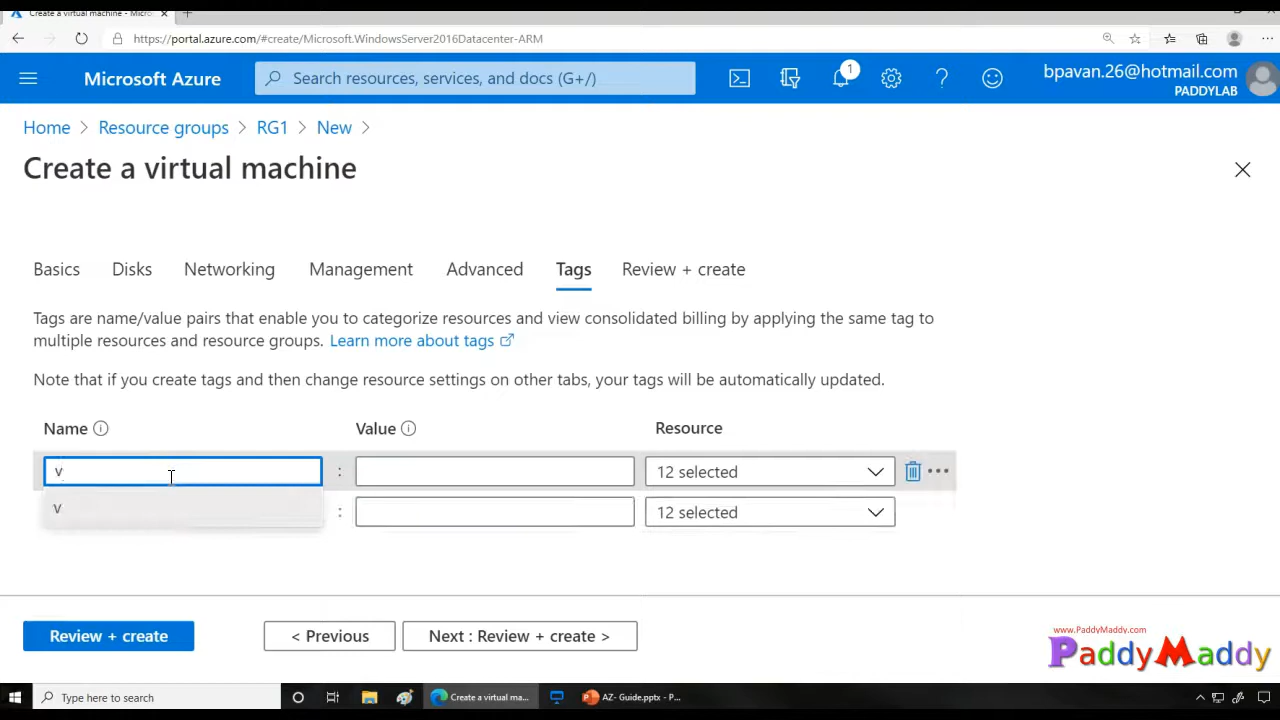 Create a virtual machine - Micros
https://portal.azure.com/#create/Microsoft.WindowsServer2016Datacenter-ARM
Microsoft Azure
Search resources, services, and docs (G+/)
1
bpavan.26@hotmail.com
PADDYLAB
Home > Resource groups > RG1 > New >
Create a virtual machine
Basics Disks Networking Management Advanced Tags Review + create
Tags are name/value pairs that enable you to categorize resources and view consolidated billing by applying the same tag to
multiple resources and resource groups. Learn more about tags
Note that if you create tags and then change resource settings on other tabs, your tags will be automatically updated.
Name Value Resource
v : 12 selected
v : 12 selected
Review + create < Previous Next : Review + create >
www.PaddyMaddy.com
PaddyMaddy
Type here to search Create a virtual ma... AZ- Guide.pptx - P...